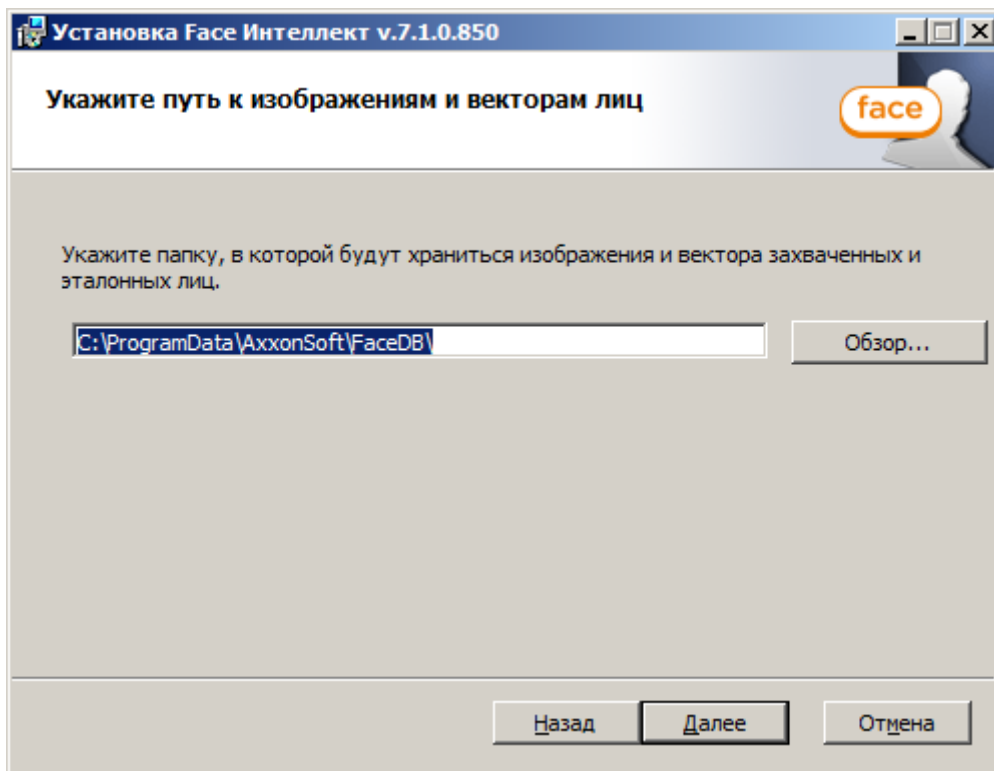 Установка Face Интеллект v.7.1.0.850
Укажите путь к изображениям и векторам лиц
face
Укажите папку, в которой будут храниться изображения и вектора захваченных и
эталонных лиц.
C:\ProgramData\AxxonSoft\FaceDB\
Обзор...
Назад
Далее
Отмена